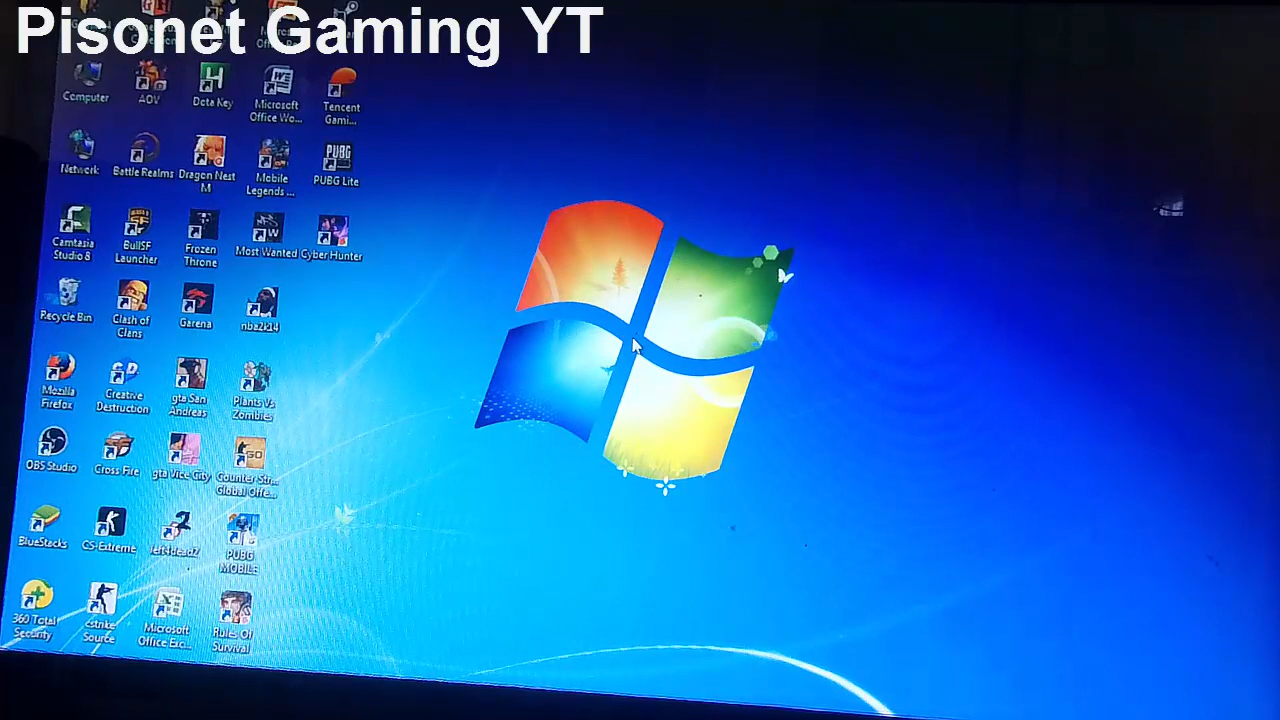 Pisonet Gaming YT
Computer
AOV
Dota Key
Microsoft
Office Wo...
Tencent
Gami...
Network
Battle Realms
Dragon Nest
M
Mobile
Legends ...
PUBG
PUBG Lite
Camtasia
Studio 8
BullSF
Launcher
Frozen
Throne
Most Wanted
Cyber Hunter
Recycle Bin
Clash of
Clans
Garena
nba2k14
Mozilla
Firefox
Creative
Destruction
gta San
Andreas
Plants Vs
Zombies
OBS Studio
Cross Fire
gta Vice City
GO
Counter Str...
Global Offe...
BlueStacks
CS-Extreme
left4dead2
PUBG
MOBILE
360 Total
Security
cstrike
Source
Microsoft
Office Exc...
Rules Of
Survival